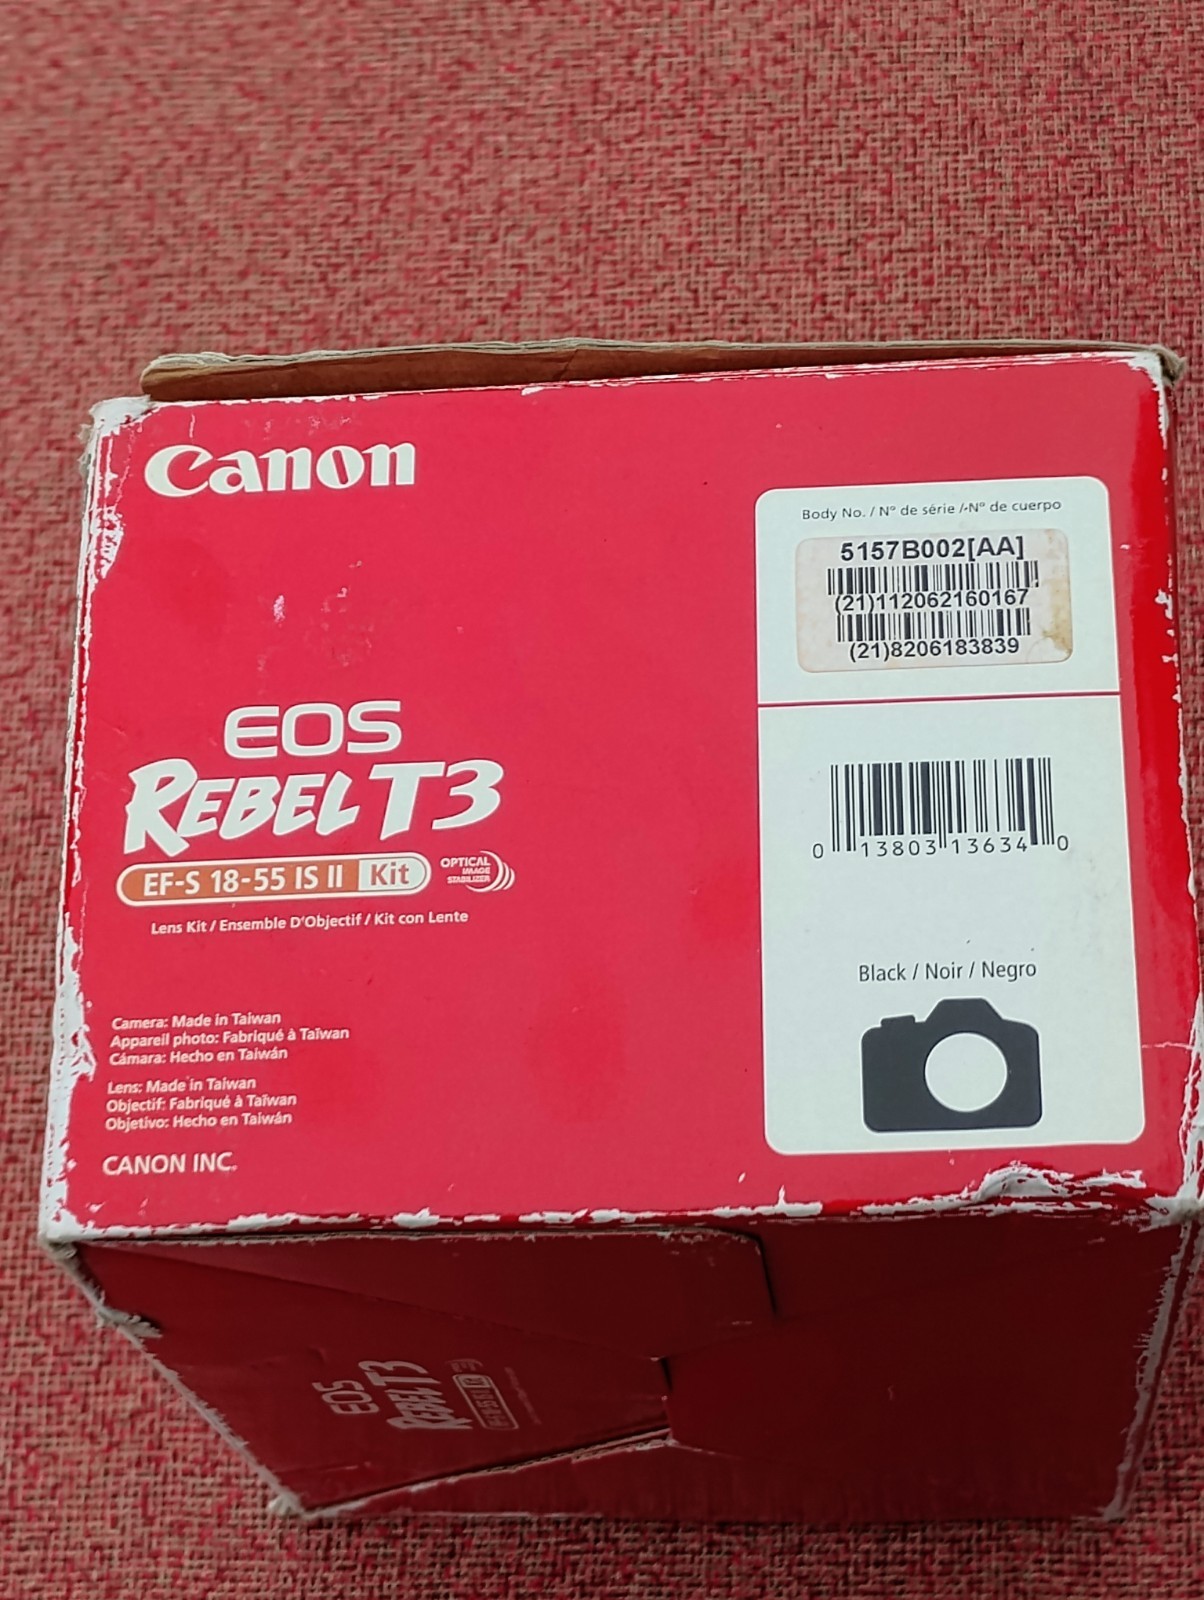 Canon
EOS
REBEL T3
EF-S 18-55 IS II Kit
OPTICAL
IMAGE
STABILIZER
Lens Kit / Ensemble D'Objectif / Kit con Lente
Camera: Made in Taiwan
Appareil photo: Fabriqué à Taïwan
Cámara: Hecho en Taiwán
Lens: Made in Taiwan
Objectif: Fabriqué à Taïwan
Objetivo: Hecho en Taiwán
CANON INC.
Body No. / Nº de série / Nº de cuerpo
5157B002[AA]
(21)112062160167
(21)8206183839
0 13803 13634 0
Black / Noir / Negro
EOS
REBEL T3